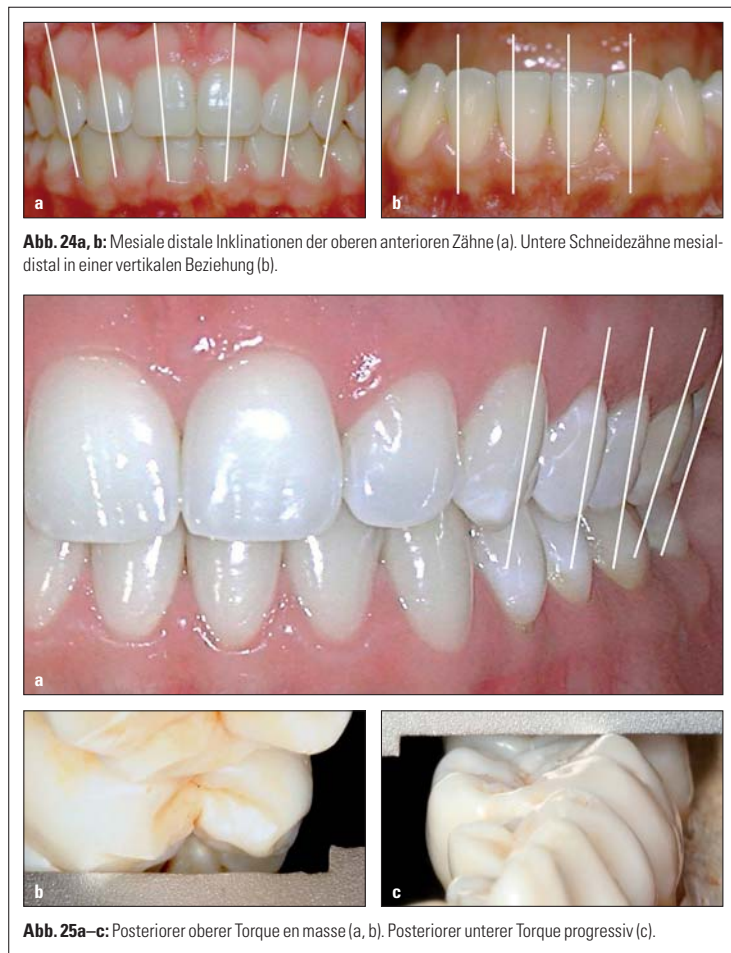 a
b
Abb. 24a, b: Mesiale distale Inklinationen der oberen anterioren Zähne (a). Untere Schneidezähne mesial-
distal in einer vertikalen Beziehung (b).
a
b
c
Abb. 25a–c: Posteriorer oberer Torque en masse (a, b). Posteriorer unterer Torque progressiv (c).